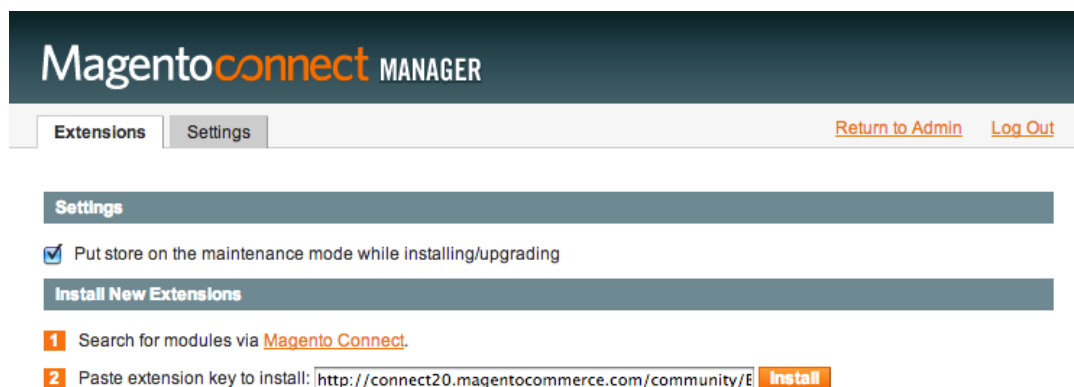 Magentoconnect MANAGER
Extensions Settings Return to Admin Log Out
Settings
Put store on the maintenance mode while installing/upgrading
Install New Extensions
1 Search for modules via Magento Connect.
2 Paste extension key to install: http://connect20.magentocommerce.com/community/E Install